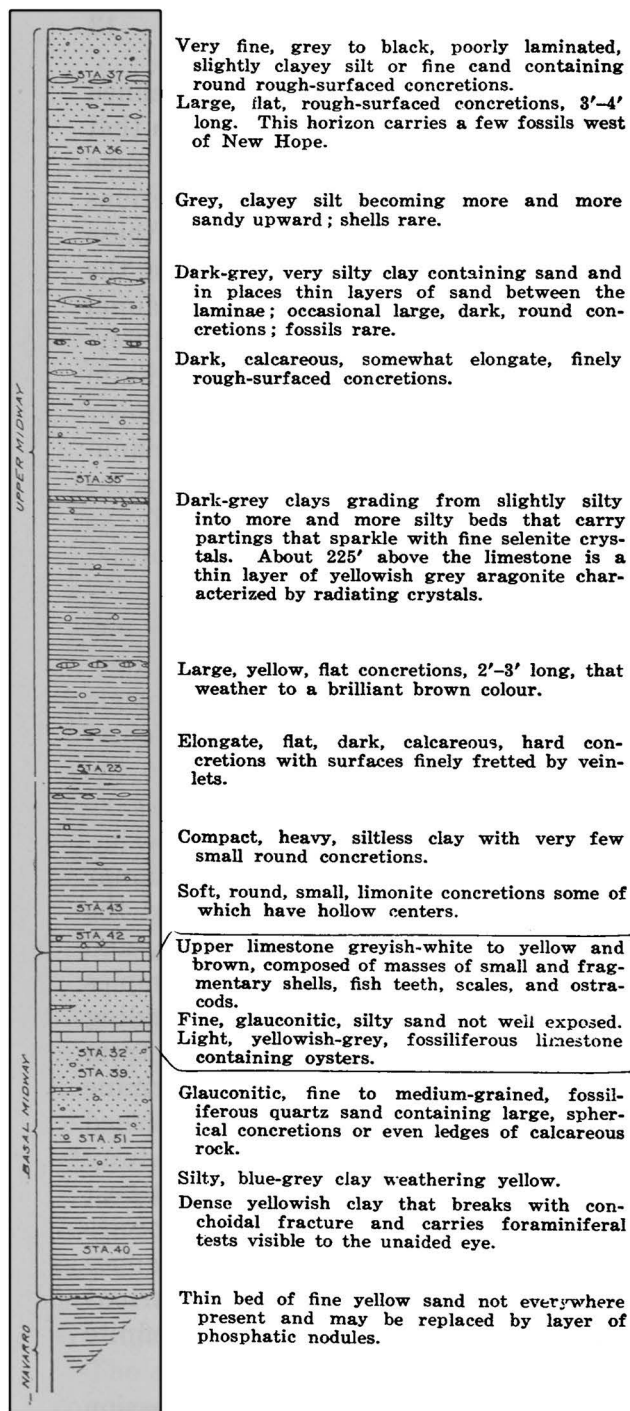 Very fine, grey to black, poorly laminated,
slightly clayey silt or fine cand containing
round rough-surfaced concretions.
STA. 37
Large, flat, rough-surfaced concretions, 3′–4′
long. This horizon carries a few fossils west
of New Hope.
STA. 36
Grey, clayey silt becoming more and more
sandy upward; shells rare.
Dark-grey, very silty clay containing sand and
in places thin layers of sand between the
laminae; occasional large, dark, round con-
cretions; fossils rare.
Dark, calcareous, somewhat elongate, finely
rough-surfaced concretions.
UPPER MIDWAY
STA. 35
Dark-grey clays grading from slightly silty
into more and more silty beds that carry
partings that sparkle with fine selenite crys-
tals. About 225′ above the limestone is a
thin layer of yellowish grey aragonite char-
acterized by radiating crystals.
Large, yellow, flat concretions, 2′–3′ long, that
weather to a brilliant brown colour.
Elongate, flat, dark, calcareous, hard con-
cretions with surfaces finely fretted by vein-
lets.
STA. 23
Compact, heavy, siltless clay with very few
small round concretions.
Soft, round, small, limonite concretions some of
which have hollow centers.
STA. 43
STA. 42
Upper limestone greyish-white to yellow and
brown, composed of masses of small and frag-
mentary shells, fish teeth, scales, and ostra-
cods.
Fine, glauconitic, silty sand not well exposed.
Light, yellowish-grey, fossiliferous limestone
containing oysters.
STA. 32
STA. 39
Glauconitic, fine to medium-grained, fossil-
iferous quartz sand containing large, spher-
ical concretions or even ledges of calcareous
rock.
BASAL MIDWAY
STA. 51
Silty, blue-grey clay weathering yellow.
Dense yellowish clay that breaks with con-
choidal fracture and carries foraminiferal
tests visible to the unaided eye.
STA. 40
Thin bed of fine yellow sand not everywhere
present and may be replaced by layer of
phosphatic nodules.
NAVARRO